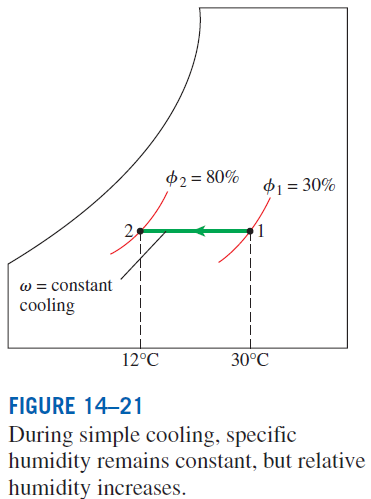 ϕ2 = 80%
ϕ1 = 30%
2
1
ω = constant
cooling
12°C
30°C
FIGURE 14–21
During simple cooling, specific
humidity remains constant, but relative
humidity increases.